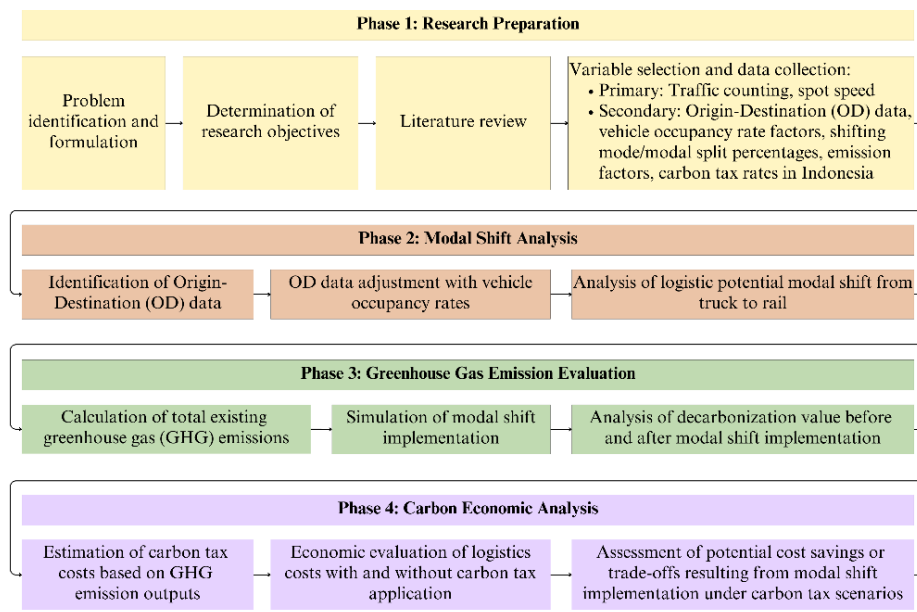 Phase 1: Research Preparation
Problem
identification and
formulation
Determination of
research objectives
Literature review
Variable selection and data collection:
• Primary: Traffic counting, spot speed
• Secondary: Origin-Destination (OD) data,
vehicle occupancy rate factors, shifting
mode/modal split percentages, emission
factors, carbon tax rates in Indonesia
Phase 2: Modal Shift Analysis
Identification of Origin-
Destination (OD) data
OD data adjustment with vehicle
occupancy rates
Analysis of logistic potential modal shift from
truck to rail
Phase 3: Greenhouse Gas Emission Evaluation
Calculation of total existing
greenhouse gas (GHG) emissions
Simulation of modal shift
implementation
Analysis of decarbonization value before
and after modal shift implementation
Phase 4: Carbon Economic Analysis
Estimation of carbon tax
costs based on GHG
emission outputs
Economic evaluation of logistics
costs with and without carbon tax
application
Assessment of potential cost savings or
trade-offs resulting from modal shift
implementation under carbon tax scenarios